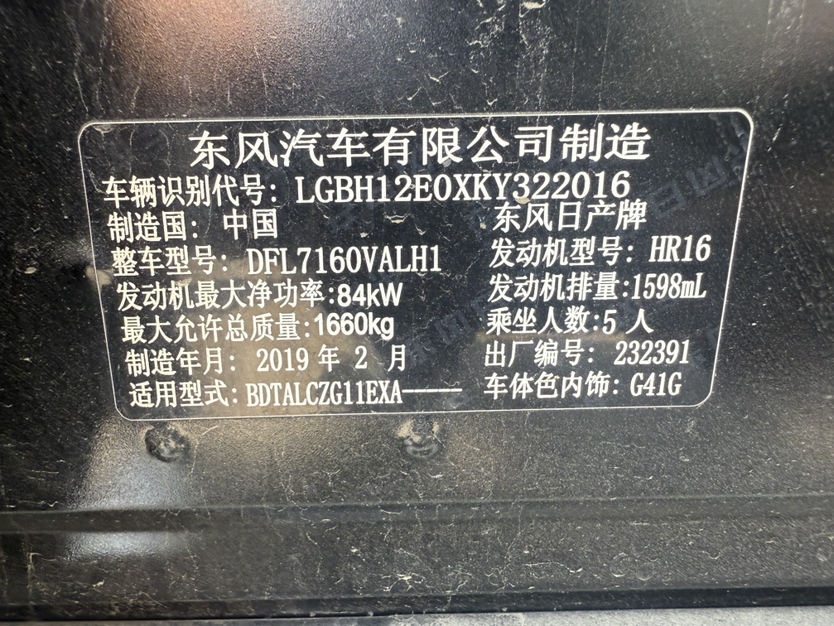 东风汽车有限公司制造
车辆识别代号: LGBH12E0XKY322016
制造国: 中国 东风日产牌
整车型号: DFL7160VALH1 发动机型号: HR16
发动机最大净功率:84kW 发动机排量:1598mL
最大允许总质量:1660kg 乘坐人数:5 人
制造年月: 2019 年 2 月 出厂编号: 232391
适用型式: BDTALCZG11EXA—— 车体色内饰: G41G